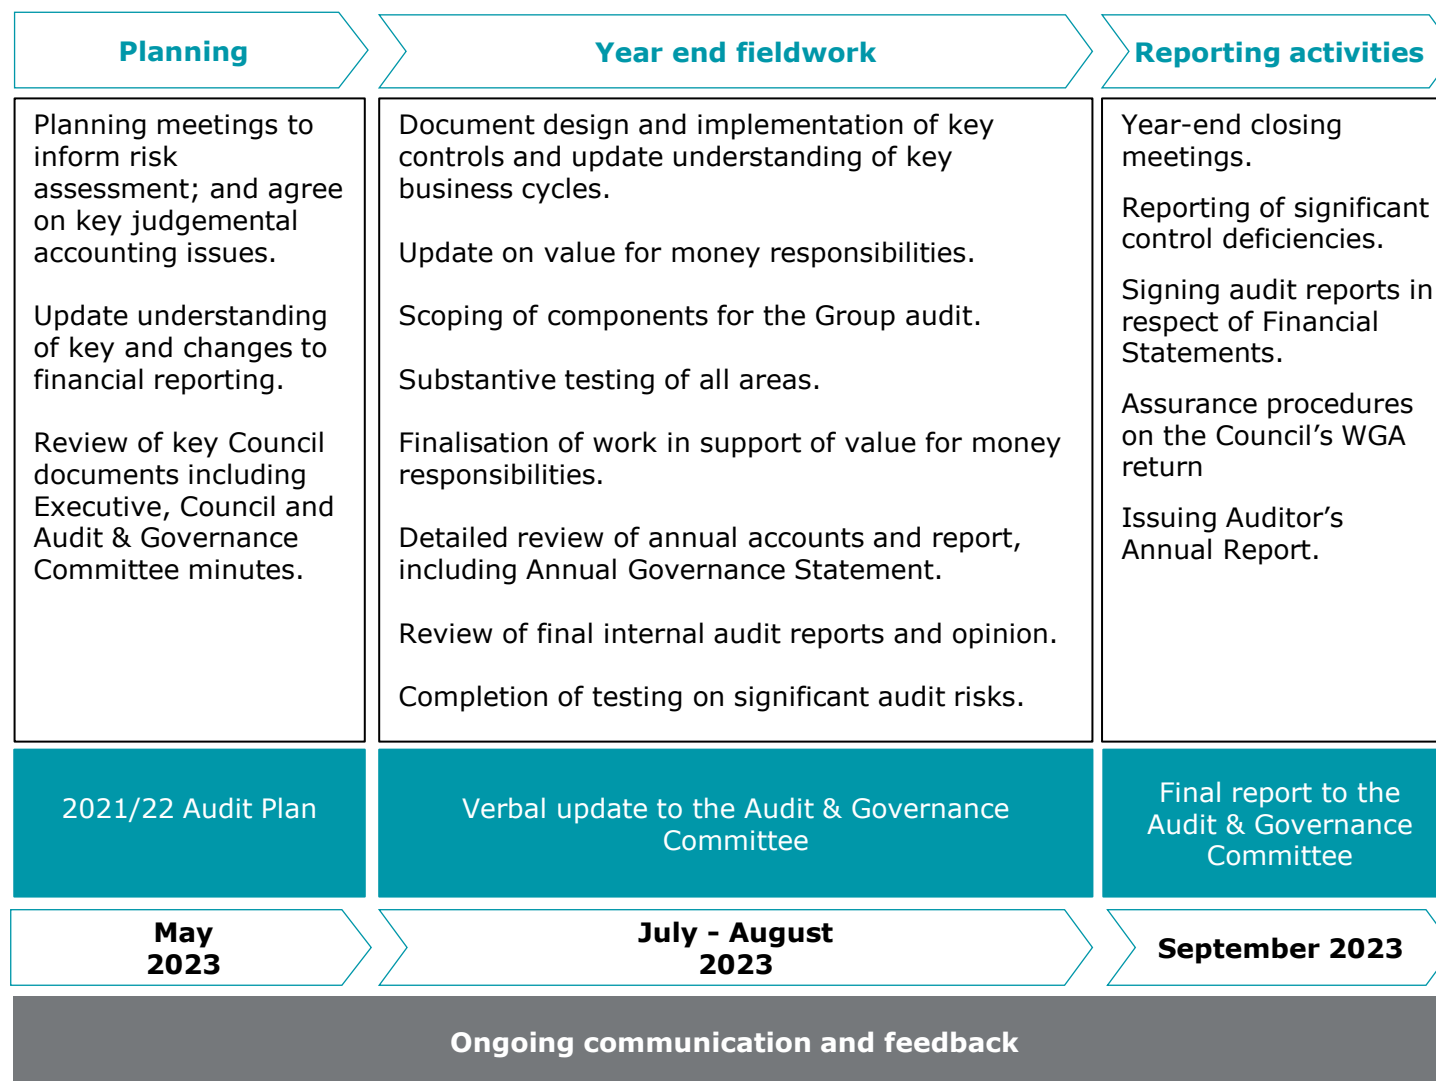 Planning
Year end fieldwork
Reporting activities
Planning meetings to
inform risk
assessment; and agree
on key judgemental
accounting issues.
Update understanding
of key and changes to
financial reporting.
Review of key Council
documents including
Executive, Council and
Audit & Governance
Committee minutes.
Document design and implementation of key
controls and update understanding of key
business cycles.
Update on value for money responsibilities.
Scoping of components for the Group audit.
Substantive testing of all areas.
Finalisation of work in support of value for money
responsibilities.
Detailed review of annual accounts and report,
including Annual Governance Statement.
Review of final internal audit reports and opinion.
Completion of testing on significant audit risks.
Year-end closing
meetings.
Reporting of significant
control deficiencies.
Signing audit reports in
respect of Financial
Statements.
Assurance procedures
on the Council’s WGA
return
Issuing Auditor’s
Annual Report.
2021/22 Audit Plan
Verbal update to the Audit & Governance
Committee
Final report to the
Audit & Governance
Committee
May
2023
July - August
2023
September 2023
Ongoing communication and feedback